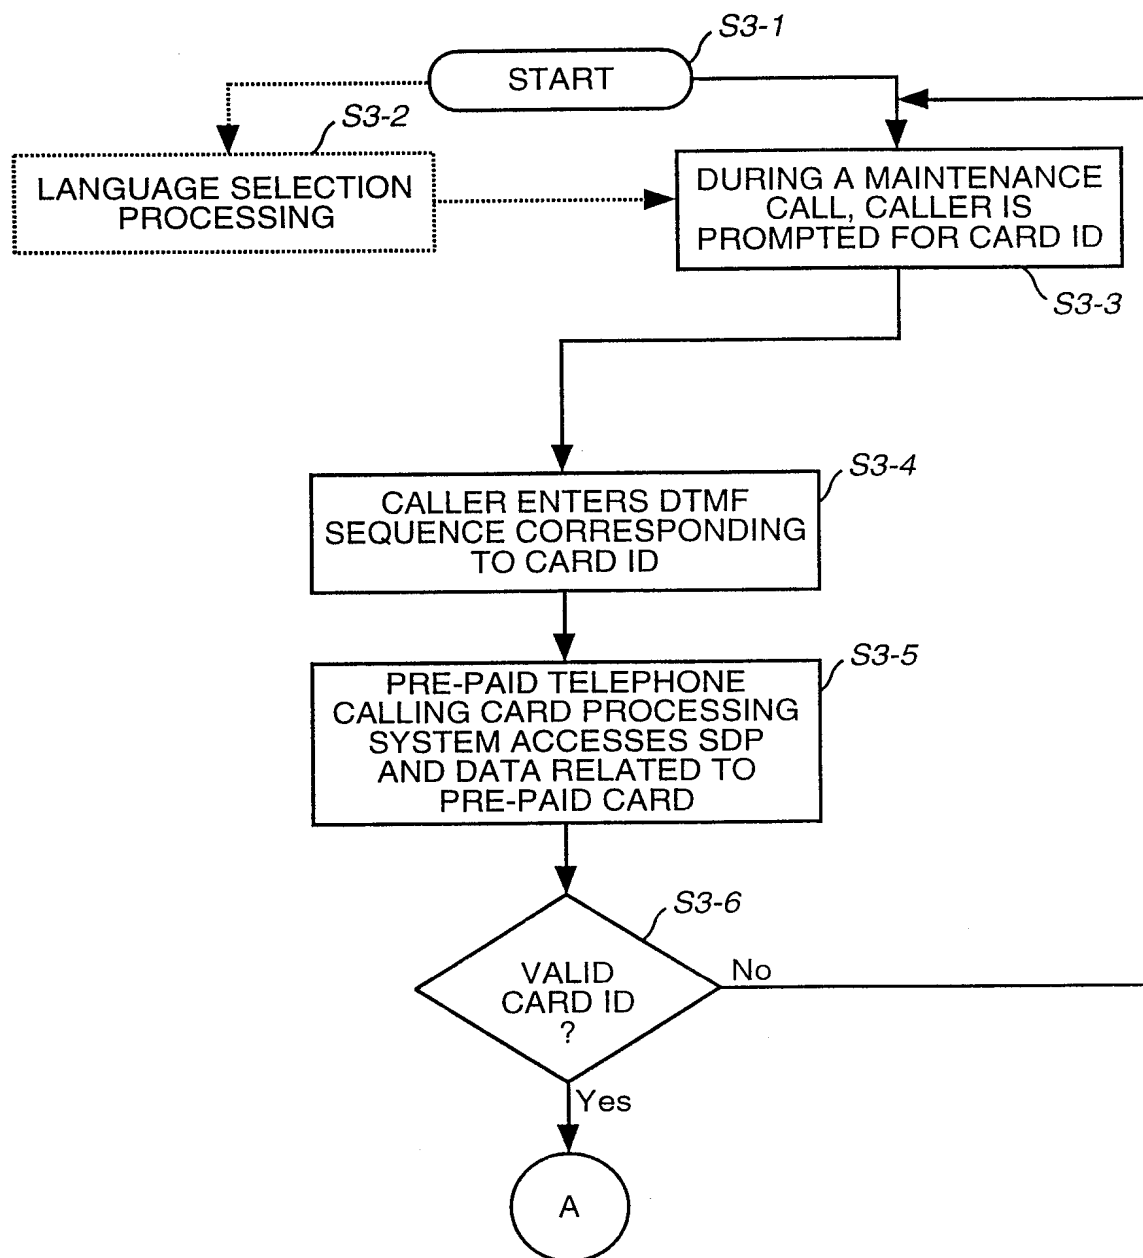 S3-1
START
S3-2
LANGUAGE SELECTION
PROCESSING
DURING A MAINTENANCE
CALL, CALLER IS
PROMPTED FOR CARD ID
S3-3
S3-4
CALLER ENTERS DTMF
SEQUENCE CORRESPONDING
TO CARD ID
S3-5
PRE-PAID TELEPHONE
CALLING CARD PROCESSING
SYSTEM ACCESSES SDP
AND DATA RELATED TO
PRE-PAID CARD
S3-6
VALID
CARD ID
?
No
Yes
A